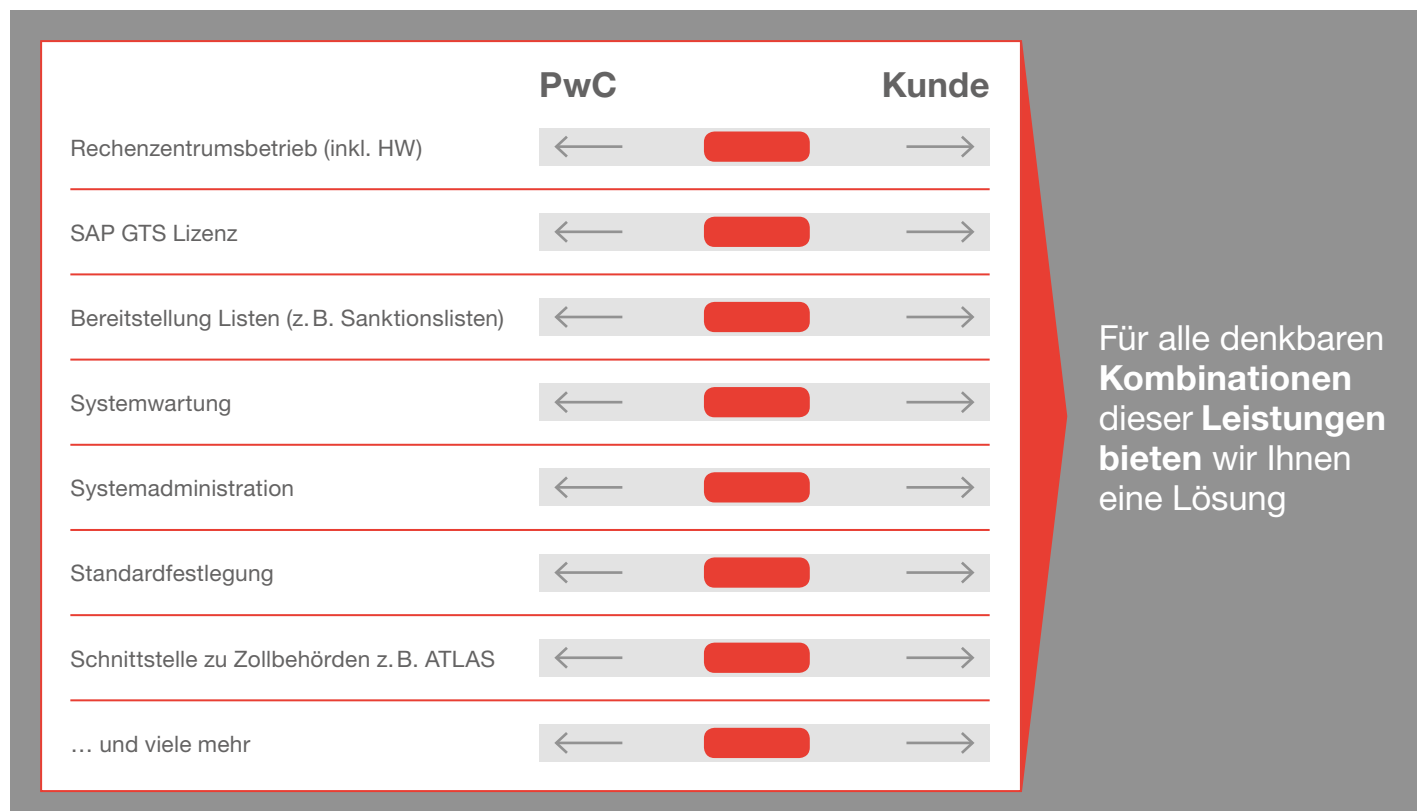 PwC Kunde
Rechenzentrumsbetrieb (inkl. HW)
SAP GTS Lizenz
Bereitstellung Listen (z. B. Sanktionslisten)
Systemwartung
Systemadministration
Standardfestlegung
Schnittstelle zu Zollbehörden z. B. ATLAS
… und viele mehr
Für alle denkbaren
Kombinationen
dieser Leistungen
bieten wir Ihnen
eine Lösung